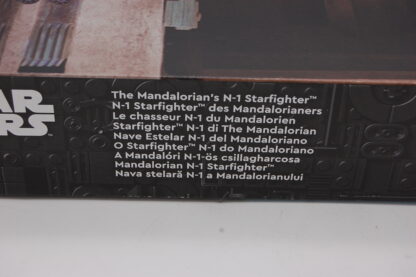 AR
The Mandalorian's N-1 Starfighter™
WARS
N-1 Starfighter™ des Mandalorianers
Le chasseur N-1 du Mandalorien
Starfighter™ N-1 di The Mandalorian
Nave Estelar N-1 del Mandaloriano
O Starfighter™ N-1 do Mandaloriano
A Mandalóri N-1-ös csillagharcosa
Mandalorian N-1 Starfighter™
Nava stelară N-1 a Mandalorianului